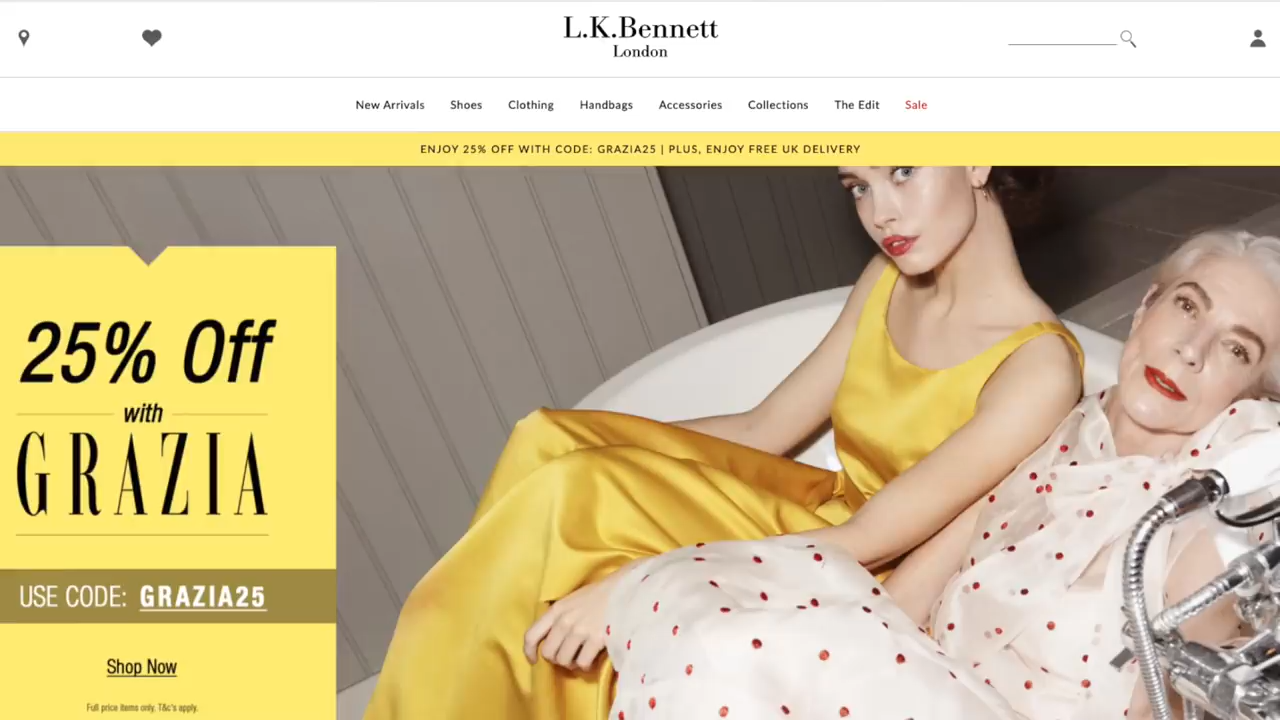 L.K.Bennett
London
New Arrivals Shoes Clothing Handbags Accessories Collections The Edit Sale
ENJOY 25% OFF WITH CODE: GRAZIA25 | PLUS, ENJOY FREE UK DELIVERY
25% Off
with
GRAZIA
USE CODE: GRAZIA25
Shop Now
Full price items only, T&c's apply.